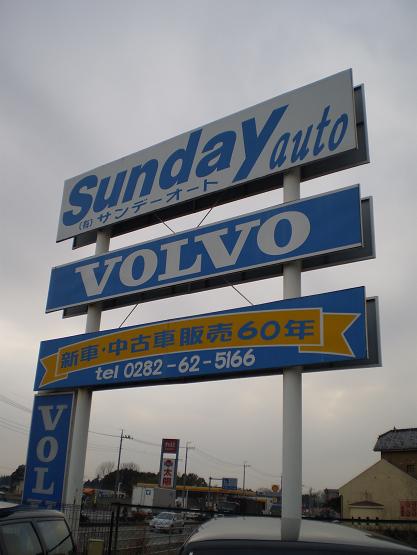 Sunday auto
(有) サンデーオート
VOLVO
新車・中古車販売60年
tel 0282-62-5166
VOL